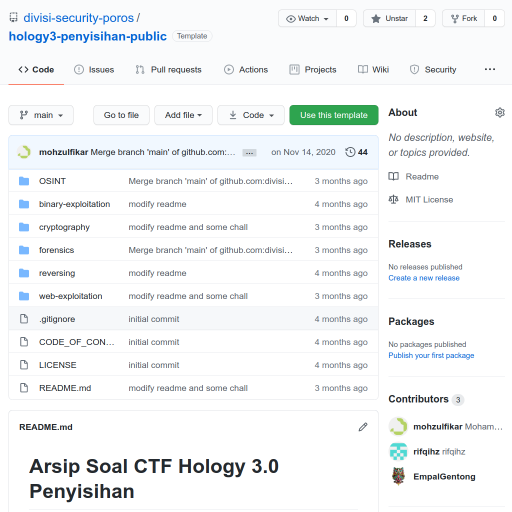 divisi-security-poros /
Watch 0
Unstar 2
Fork 0
hology3-penyisihan-public Template
Code
Issues
Pull requests
Actions
Projects
Wiki
Security
main
Go to file
Add file
Code
Use this template
mohzulfikar Merge branch 'main' of github.com:... on Nov 14, 2020 44
OSINT Merge branch 'main' of github.com:divisi... 3 months ago
binary-exploitation modify readme 4 months ago
cryptography modify readme and some chall 3 months ago
forensics Merge branch 'main' of github.com:divisi... 3 months ago
reversing modify readme 4 months ago
web-exploitation modify readme and some chall 3 months ago
.gitignore initial commit 4 months ago
CODE_OF_CON... initial commit 4 months ago
LICENSE initial commit 4 months ago
README.md modify readme and some chall 3 months ago
README.md
Arsip Soal CTF Hology 3.0
Penyisihan
About
No description, website,
or topics provided.
Readme
MIT License
Releases
No releases published
Create a new release
Packages
No packages published
Publish your first package
Contributors 3
mohzulfikar Moham...
rifqihz rifqihz
EmpalGentong